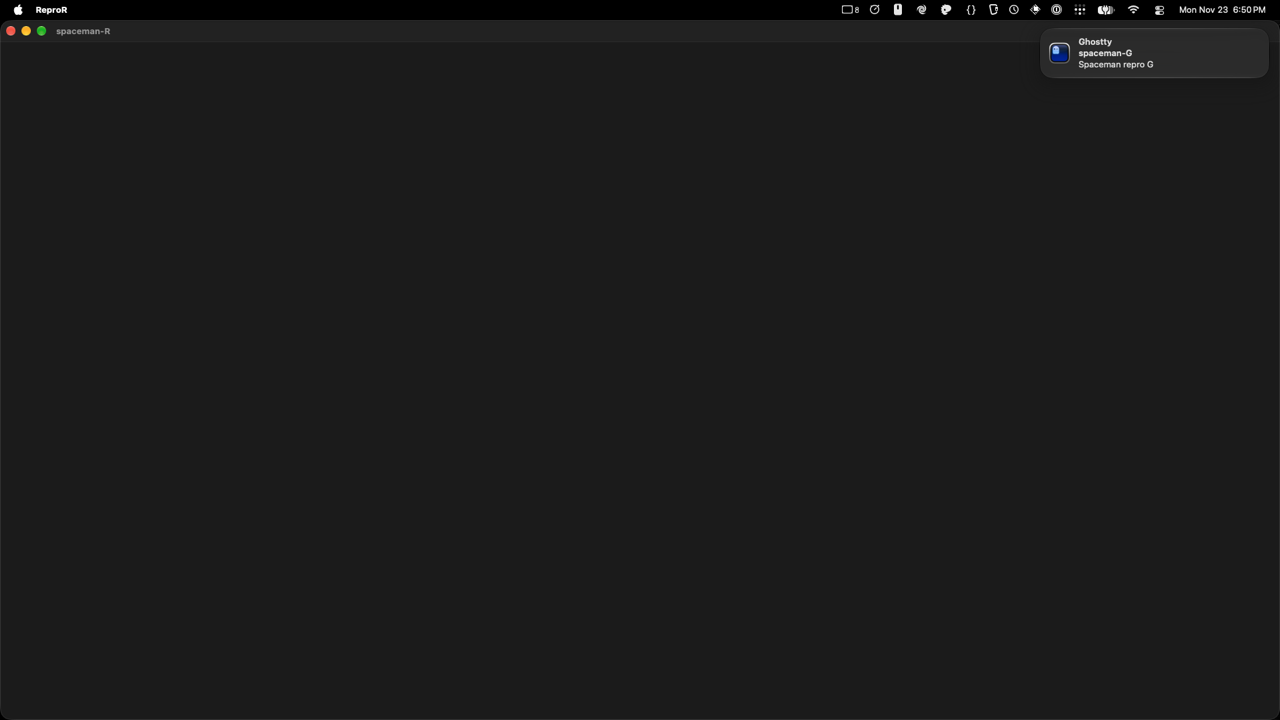 ReproR
8
Mon Nov 23 6:50 PM
spaceman-R
Ghostty
spaceman-G
Spaceman repro G